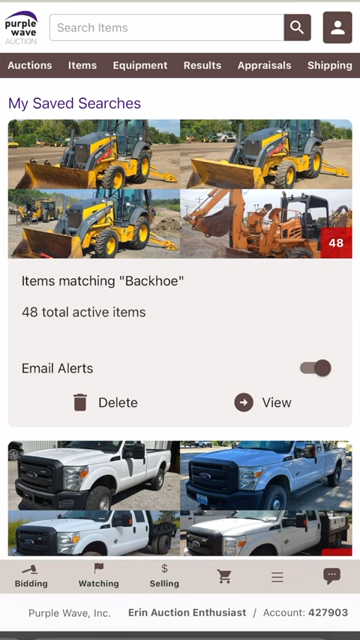 purple
wave
AUCTION
Search Items
Auctions Items Equipment Results Appraisals Shipping
My Saved Searches
48
Items matching "Backhoe"
48 total active items
Email Alerts
Delete View
Bidding Watching Selling
Purple Wave, Inc. Erin Auction Enthusiast / Account: 427903